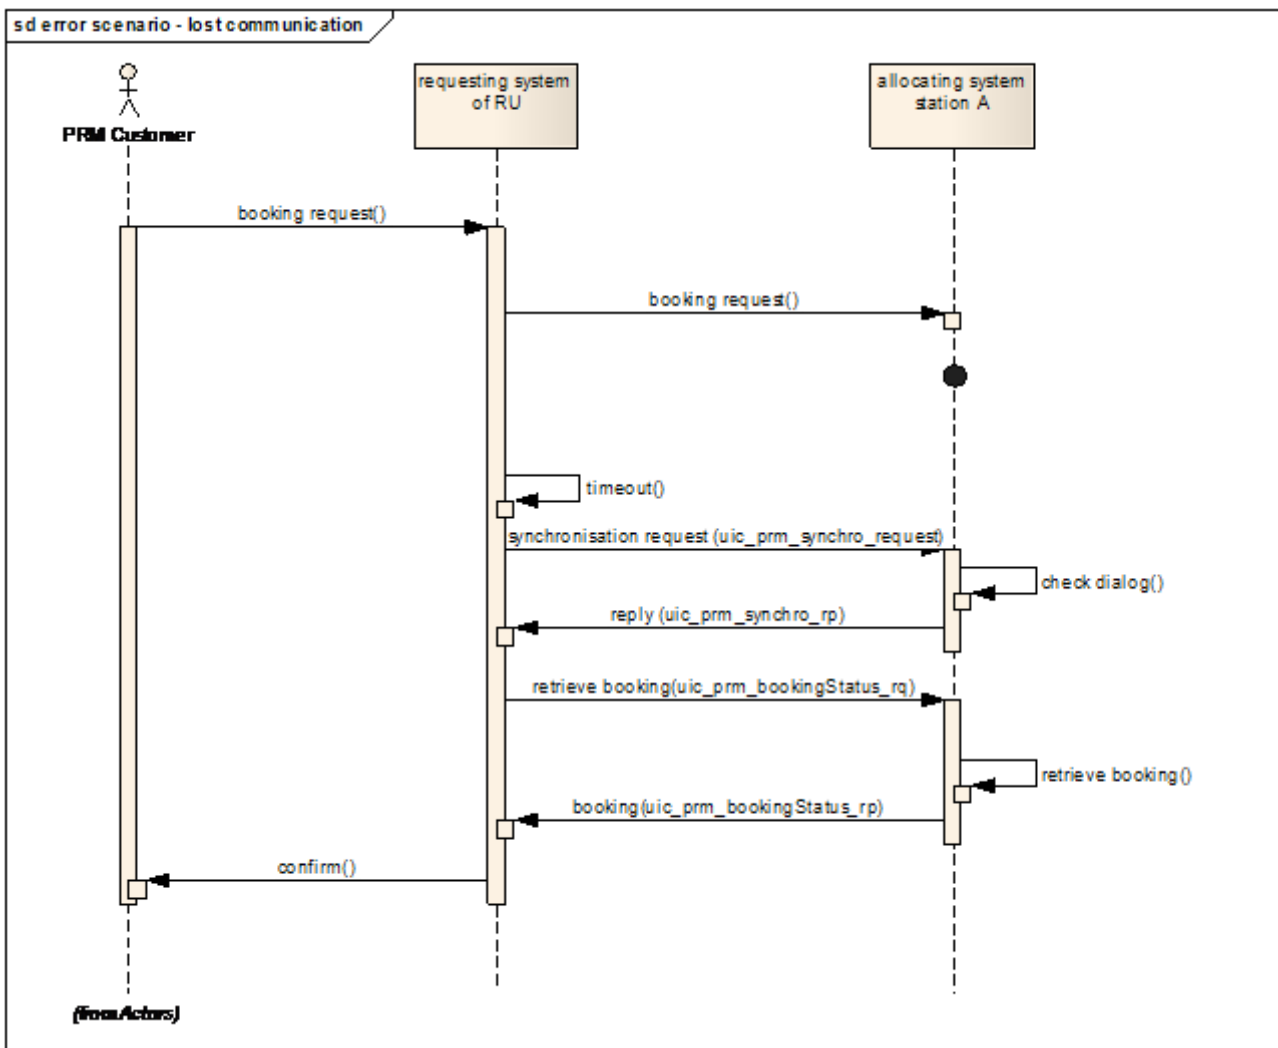 sd error scenario - lost communication
PRM Customer
requesting system
of RU
allocating system
station A
booking request()
booking request()
timeout()
synchronisation request (uic_prm_synchro_request)
check dialog()
reply (uic_prm_synchro_rp)
retrieve booking(uic_prm_bookingStatus_rq)
retrieve booking()
booking(uic_prm_bookingStatus_rp)
confirm()
(from Actors)